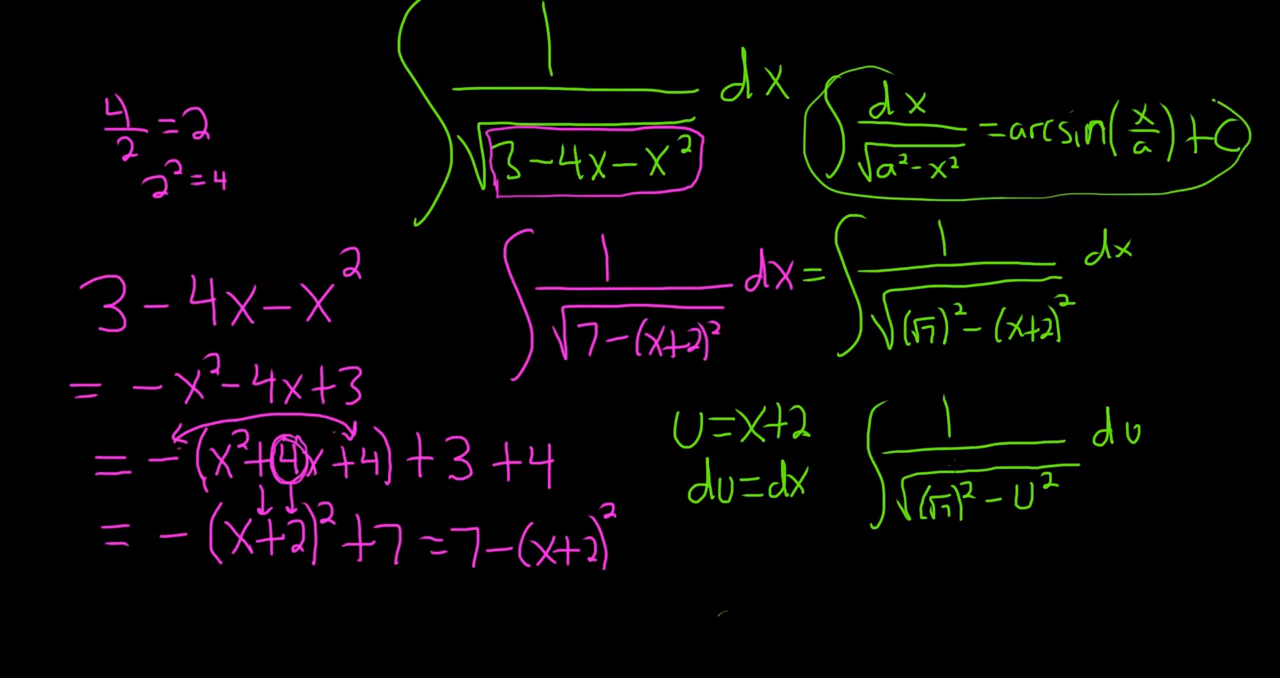 ∫ 1/√(3-4x-x²) dx
4/2 = 2
2² = 4
∫ dx/√(a²-x²) = arcsin(x/a) + C
3-4x-x²
= -x²-4x+3
= -(x²+4x+4)+3+4
= -(x+2)²+7 = 7-(x+2)²
∫ 1/√(7-(x+2)²) dx = ∫ 1/√((√7)²-(x+2)²) dx
U=x+2
du=dx
∫ 1/√((√7)²-U²) du